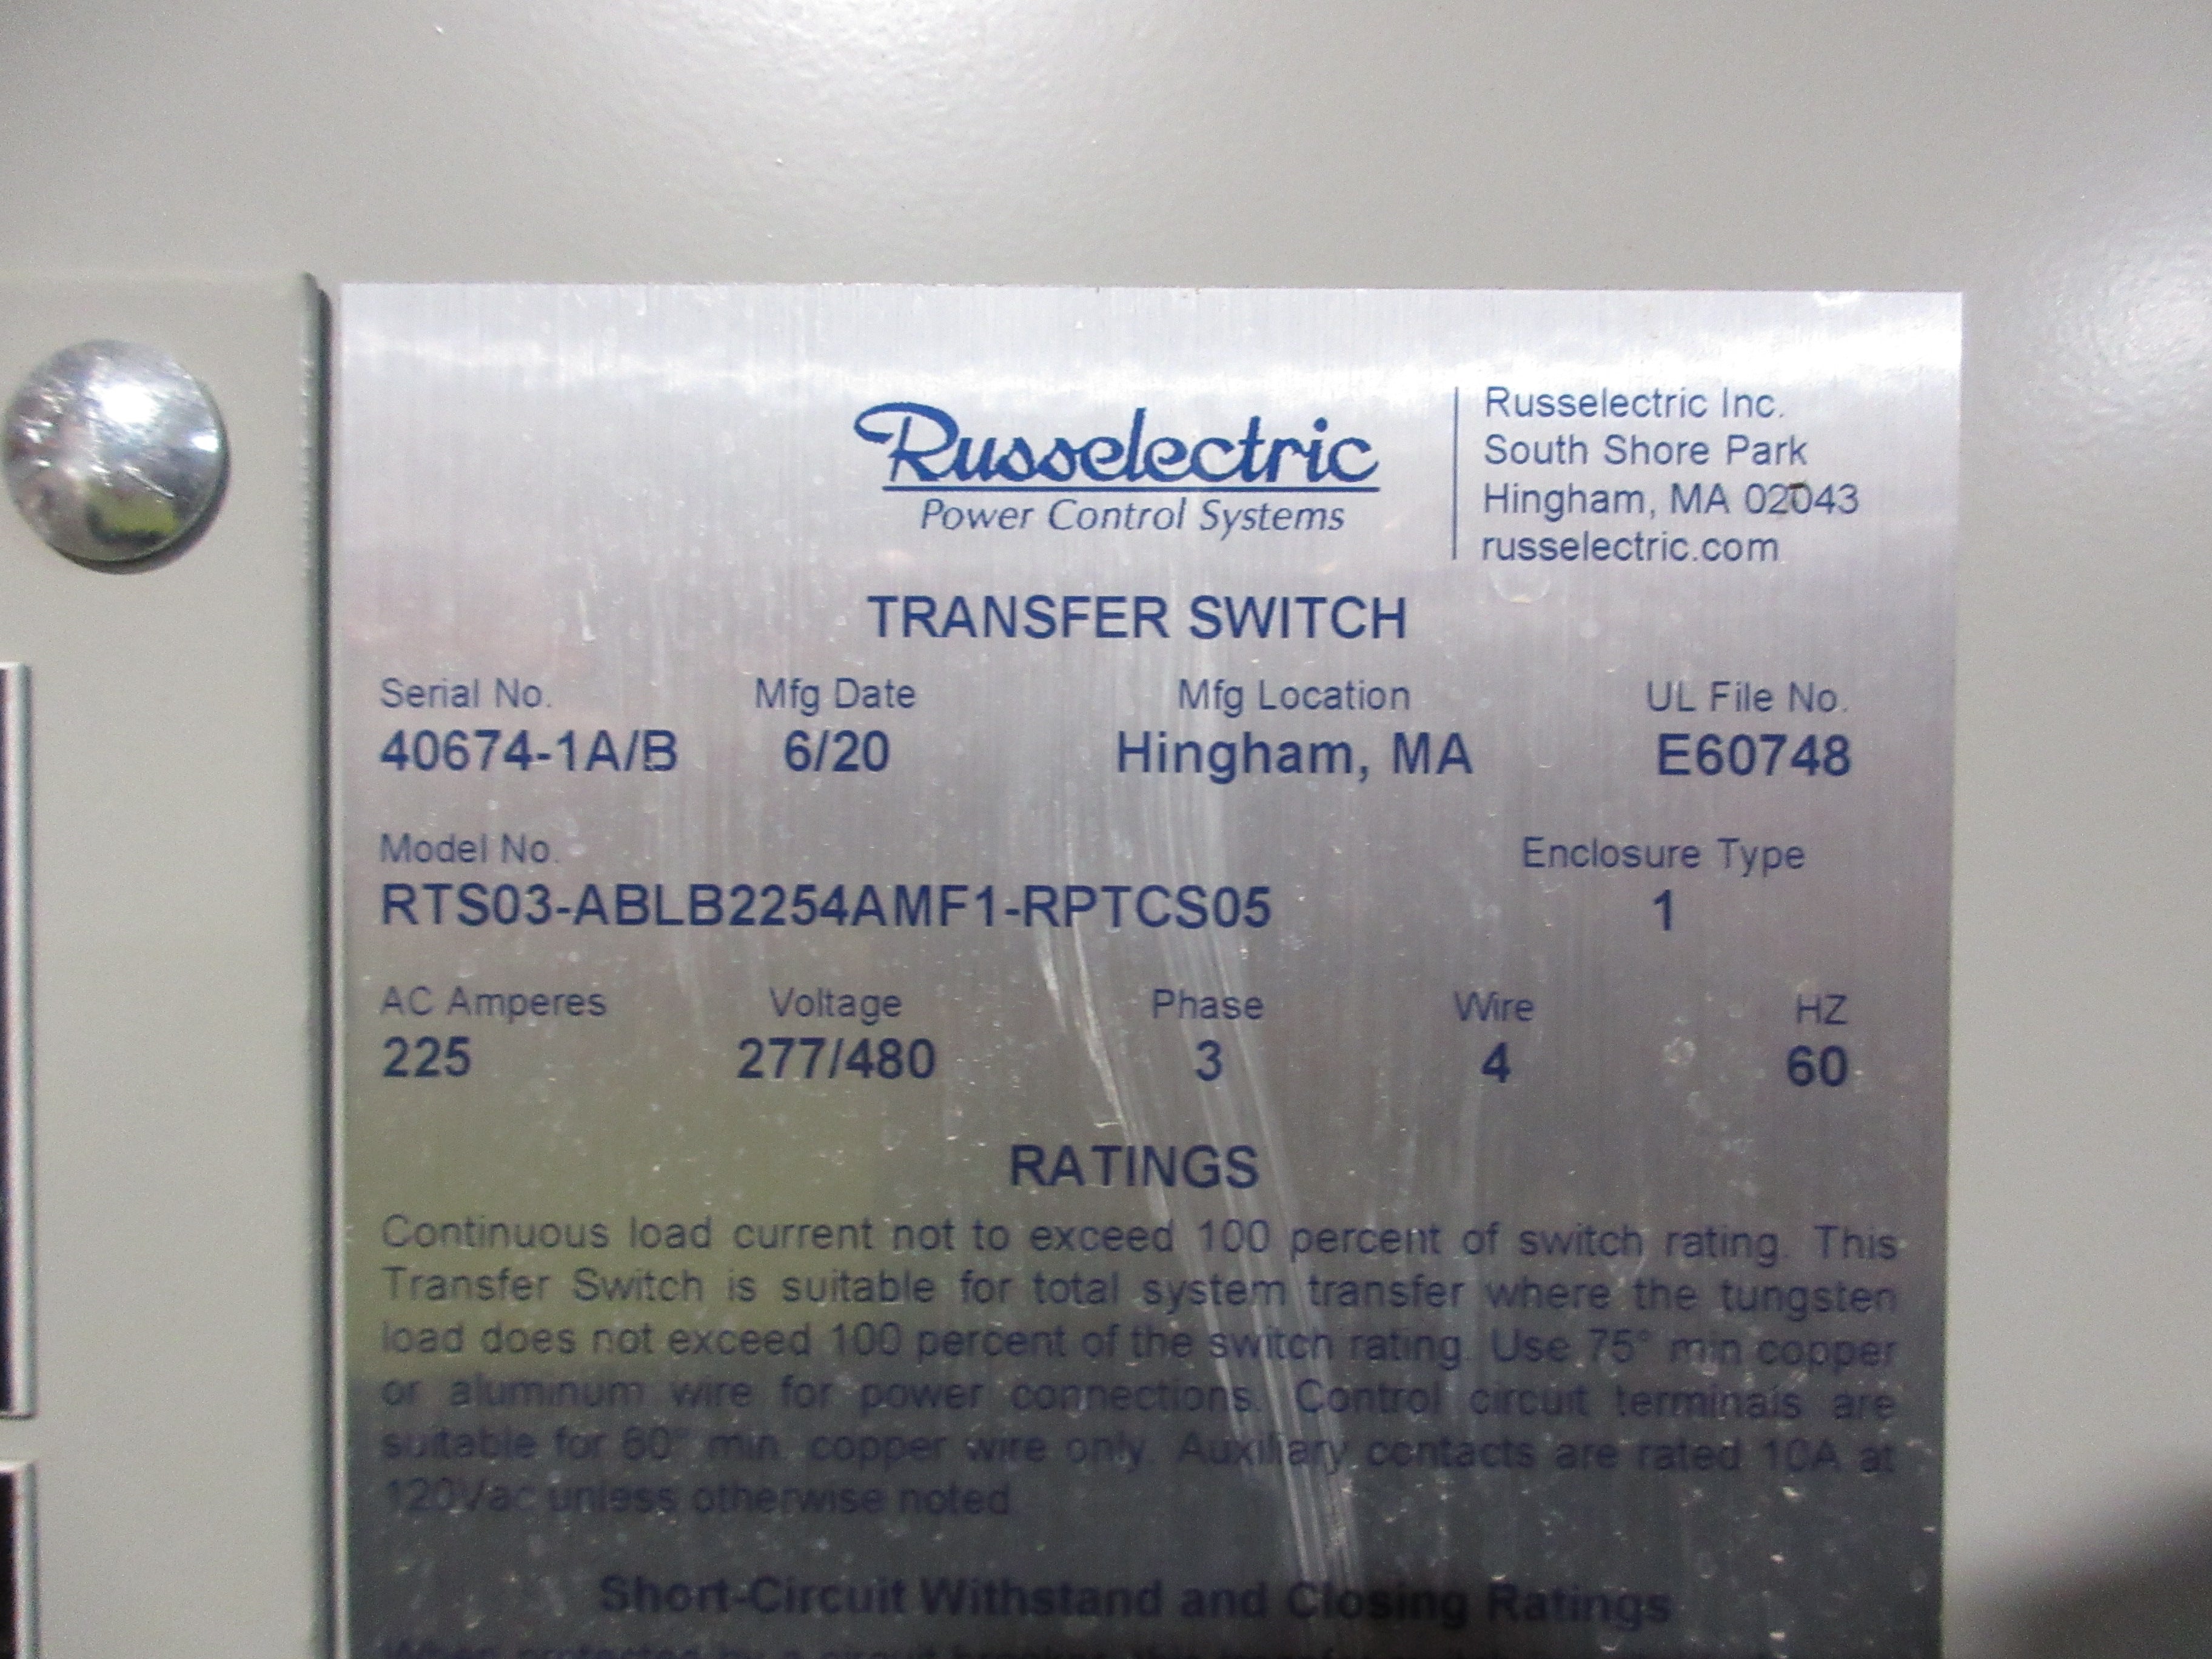 Russelectric
Power Control Systems
Russelectric Inc.
South Shore Park
Hingham, MA 02043
russelectric.com
TRANSFER SWITCH
Serial No. Mfg Date Mfg Location UL File No.
40674-1A/B 6/20 Hingham, MA E60748
Model No. Enclosure Type
RTS03-ABLB2254AMF1-RPTCS05 1
AC Amperes Voltage Phase Wire HZ
225 277/480 3 4 60
RATINGS
Continuous load current not to exceed 100 percent of switch rating. This
Transfer Switch is suitable for total system transfer where the tungsten
load does not exceed 100 percent of the switch rating. Use 75° min copper
or aluminum wire for power connections. Control circuit terminals are
suitable for 60° min. copper wire only. Auxiliary contacts are rated 10A at
120Vac unless otherwise noted
Short-Circuit Withstand and Closing Ratings
When protected by a circuit